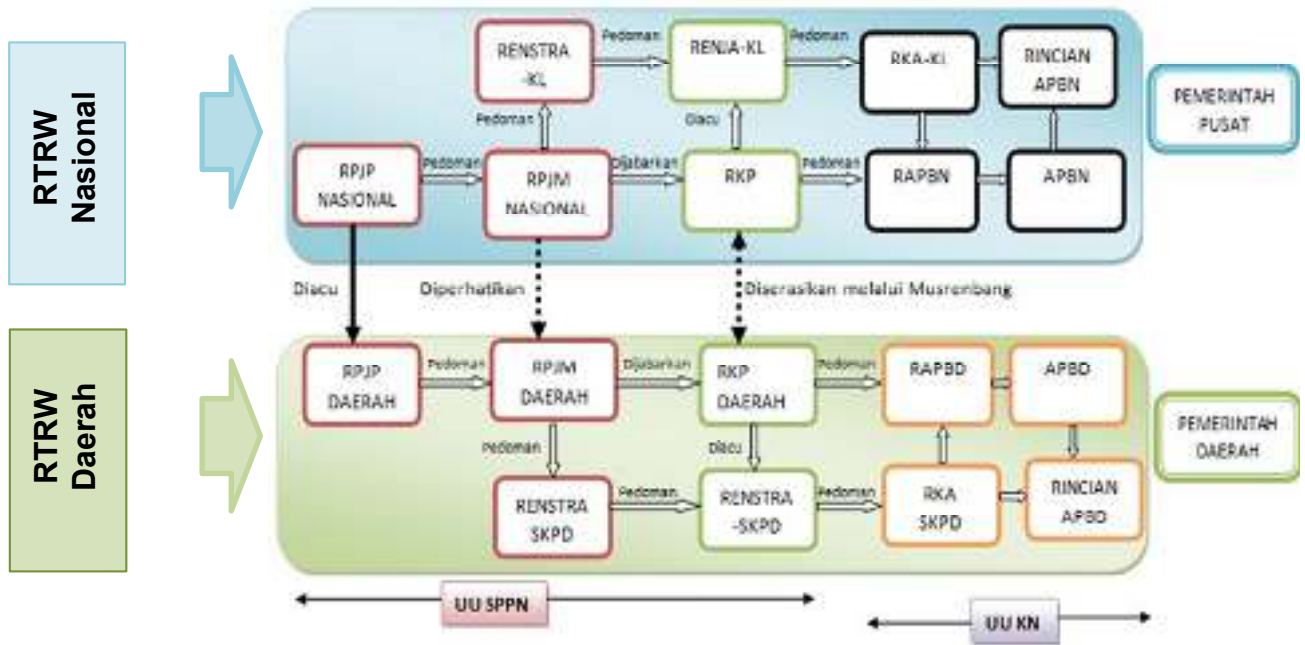 RTRW
Nasional
RENSTRA
-KL
Pedoman
RENJA-KL
Pedoman
RKA-KL
RINCIAN
APBN
PEMERINTAH
PUSAT
Pedoman
Diacu
RPJP
NASIONAL
Pedoman
RPJM
NASIONAL
Dijabarkan
RKP
Pedoman
RAPBN
APBN
Diacu
Diperhatikan
Diserasikan melalui Musrenbang
RTRW
Daerah
RPJP
DAERAH
Pedoman
RPJM
DAERAH
Dijabarkan
RKP
DAERAH
Pedoman
RAPBD
APBD
PEMERINTAH
DAERAH
Pedoman
Diacu
RENSTRA
SKPD
Pedoman
RENSTRA
-SKPD
Pedoman
RKA
SKPD
RINCIAN
APBD
UU SPPN
UU KN